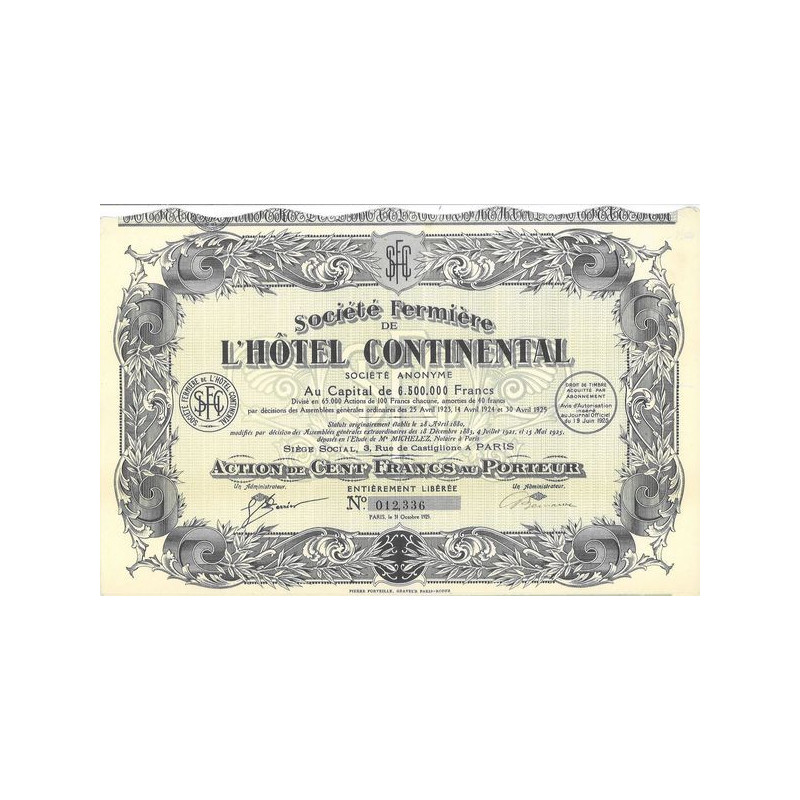 SFC
Société Fermière
DE
L'HÔTEL CONTINENTAL
SOCIÉTÉ ANONYME
Au Capital de 6.500.000 Francs
Divisé en 65.000 Actions de 100 Francs chacune, amorties de 40 francs
par décisions des Assemblées générales ordinaires des 25 Avril 1923, 14 Avril 1924 et 30 Avril 1925
Statuts originairement établis le 28 Avril 1880,
modifiés par décision des Assemblées générales extraordinaires des 18 Décembre 1883, 4 Juillet 1921, et 15 Mai 1925,
déposés en l'Etude de Me MICHELEZ, Notaire à Paris
SIÈGE SOCIAL, 3, Rue de Castiglione à PARIS
ACTION DE CENT FRANCS AU PORTEUR
ENTIÈREMENT LIBÉRÉE
Un Administrateur,
Un Administrateur,
No 012,336
PARIS, le 31 Octobre 1925.
SOCIÉTÉ FERMIÈRE DE L'HÔTEL CONTINENTAL
SFC
DROIT DE TIMBRE
ACQUITTÉ PAR
ABONNEMENT
Avis d'Autorisation
inséré
au Journal Officiel
du 19 Juin 1925
PIERRE FORVEILLE, GRAVEUR PARIS-ROUEN